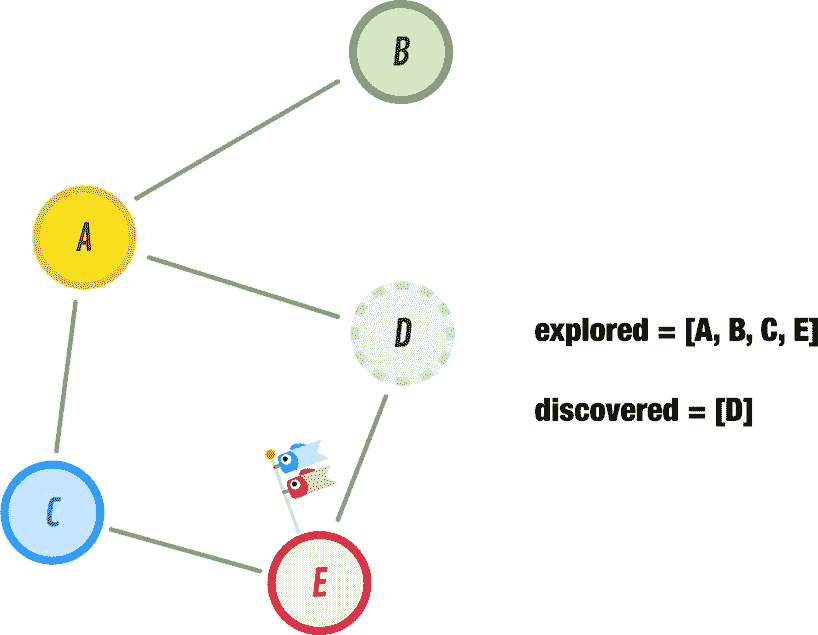 B
A
D
explored = [A, B, C, E]
discovered = [D]
C
E